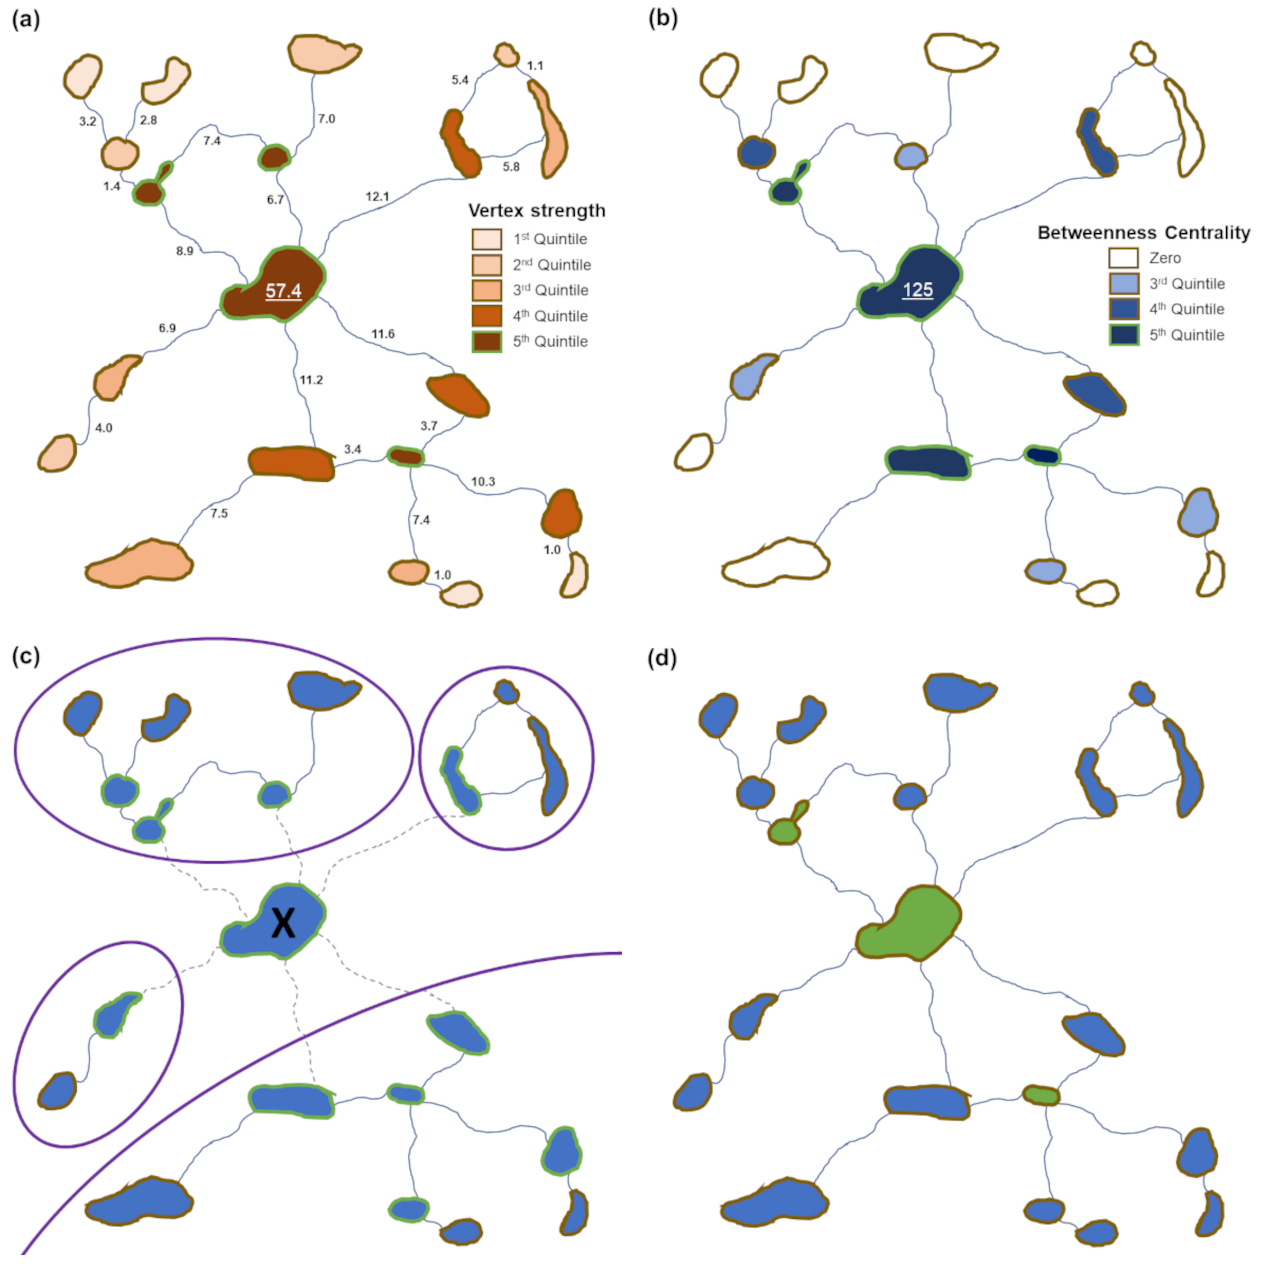 (a)
(b)
5.4
1.1
3.2
2.8
7.0
7.4
5.8
1.4
6.7
12.1
Vertex strength
1st Quintile
2nd Quintile
3rd Quintile
4th Quintile
5th Quintile
8.9
57.4
6.9
11.6
11.2
4.0
3.7
3.4
10.3
7.5
7.4
1.0
1.0
Betweenness Centrality
Zero
3rd Quintile
4th Quintile
5th Quintile
125
(c)
(d)
X